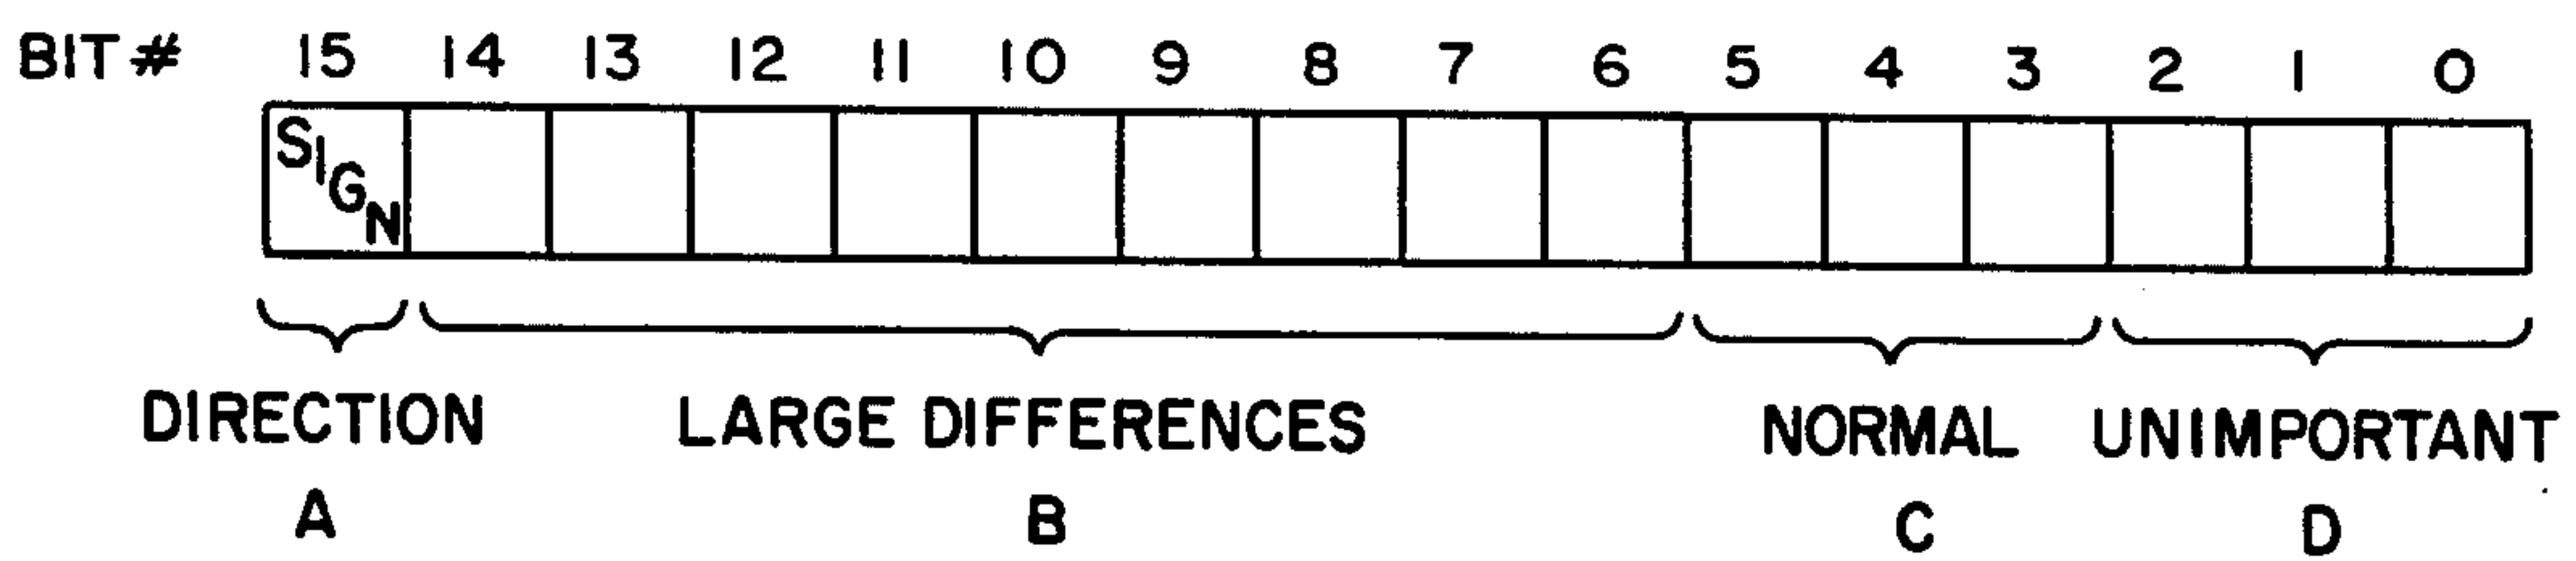 BIT # 15 14 13 12 11 10 9 8 7 6 5 4 3 2 1 0
SIGN
DIRECTION LARGE DIFFERENCES NORMAL UNIMPORTANT
A B C D